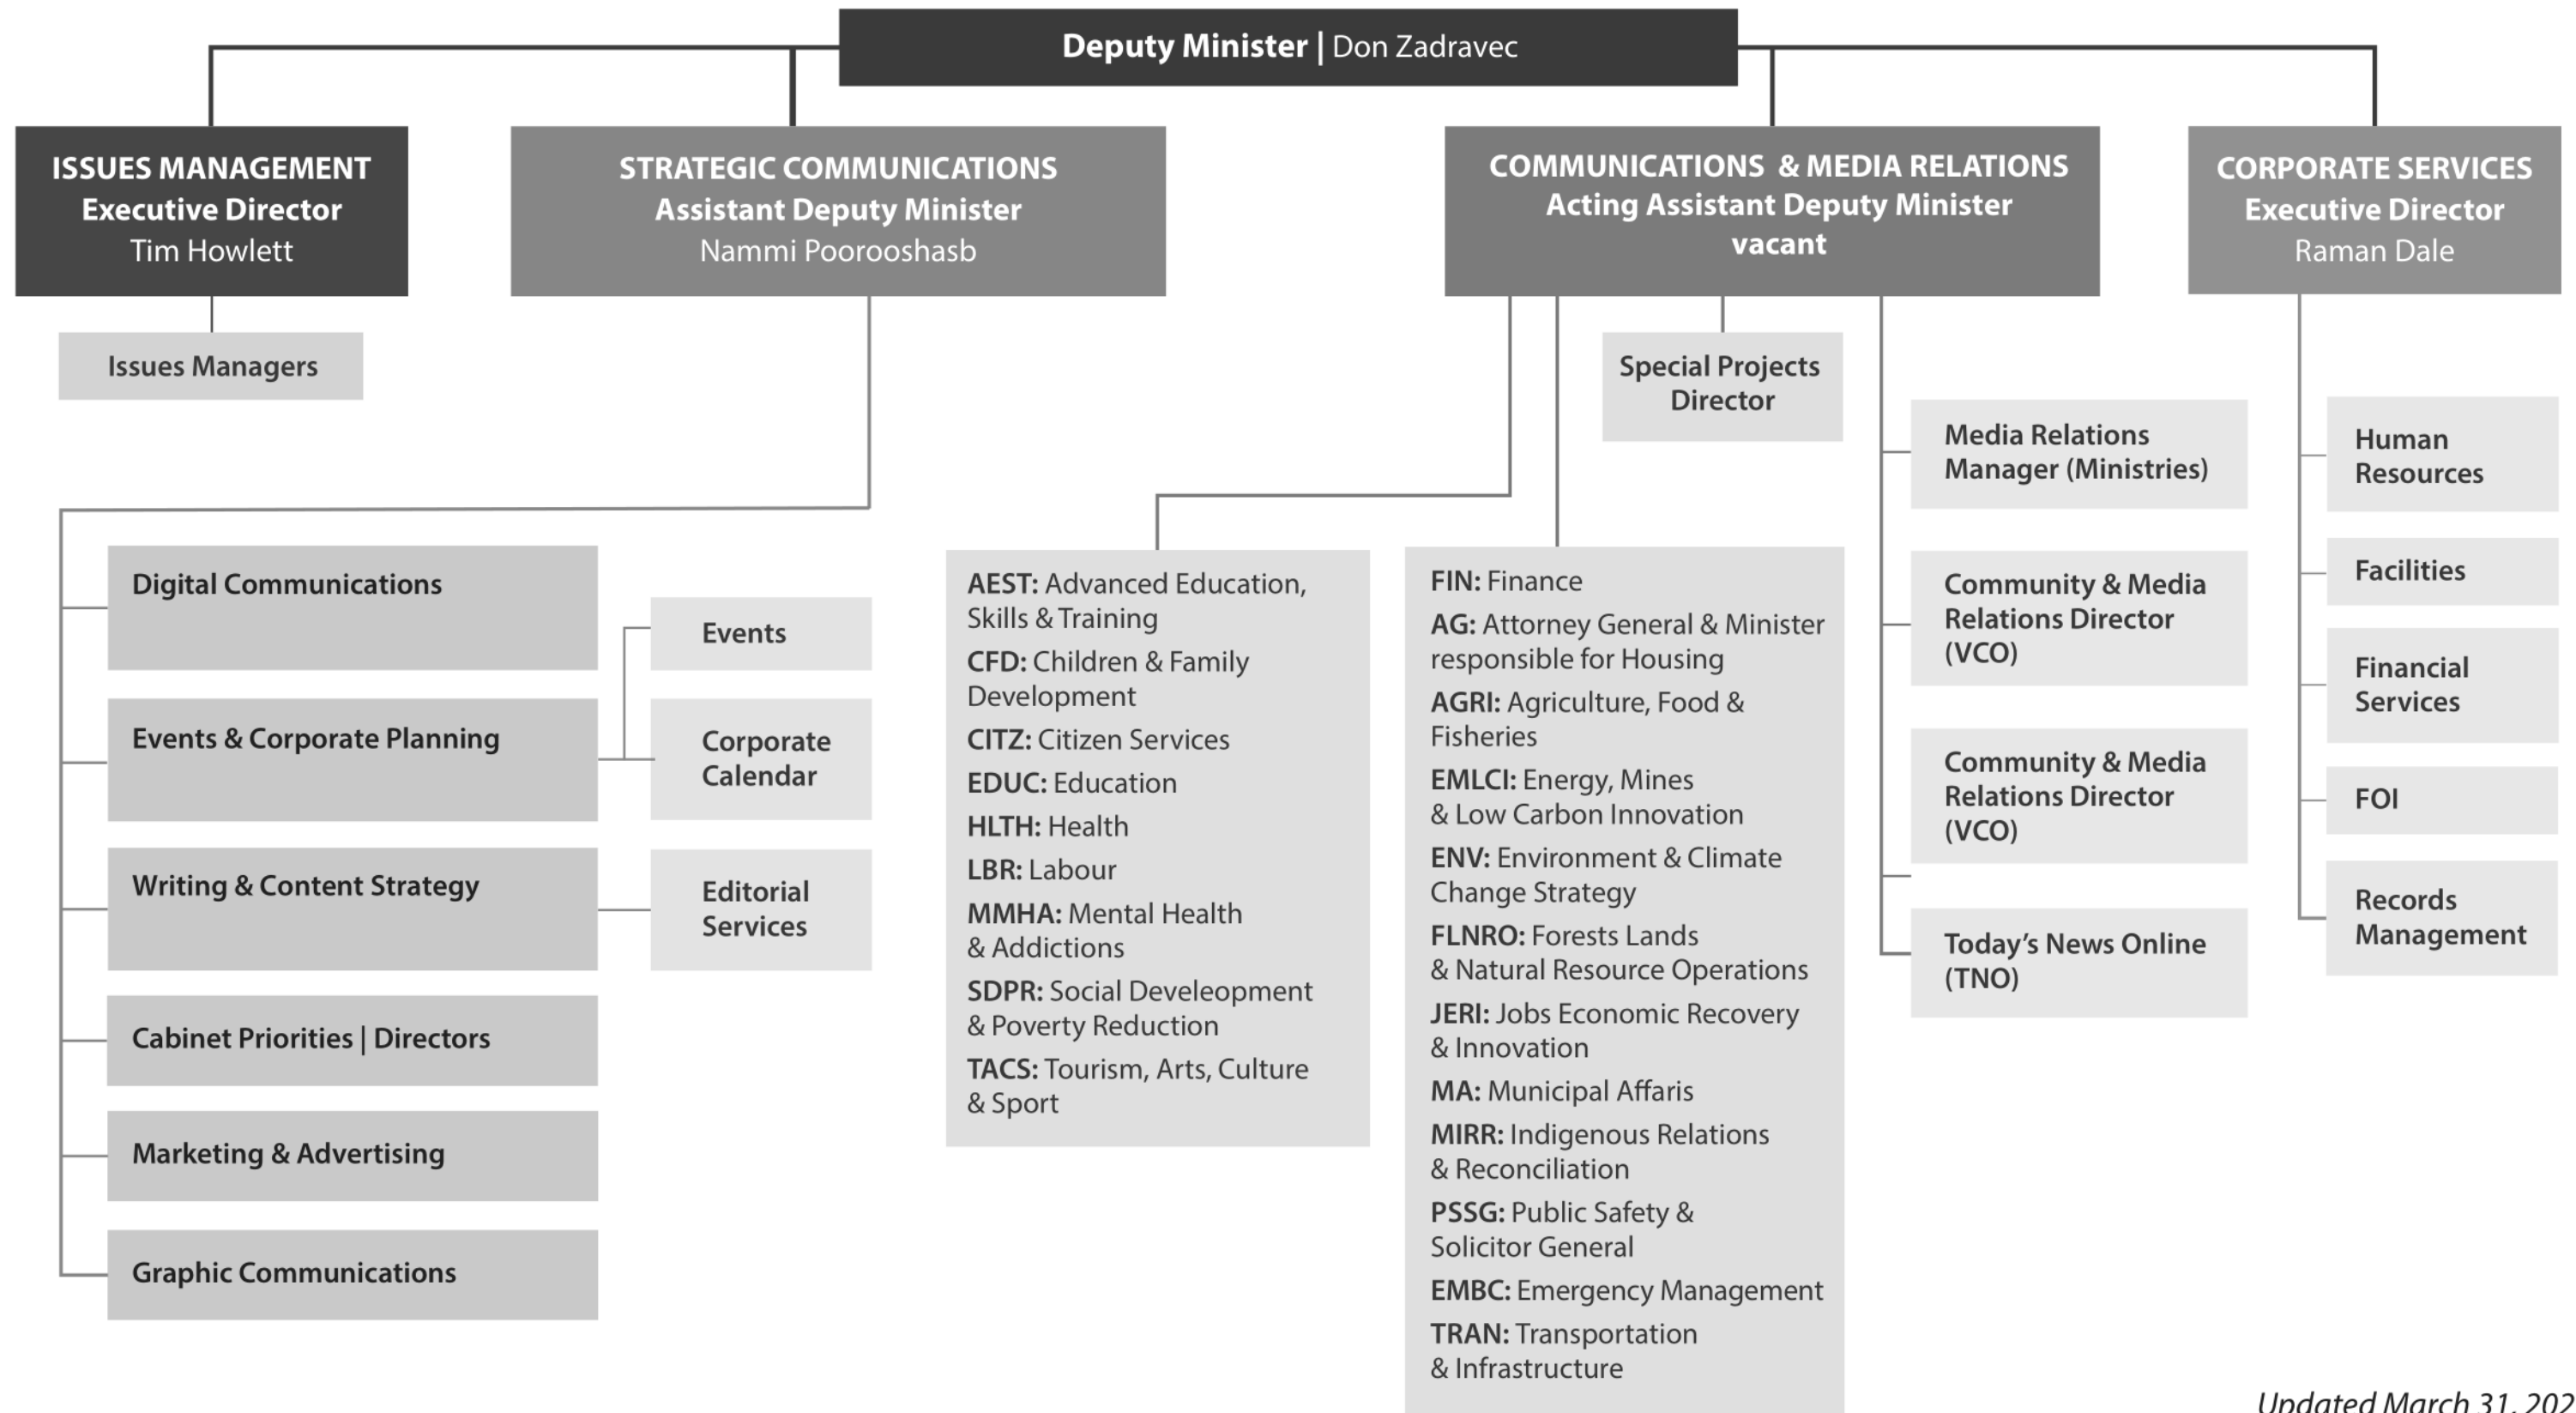 Deputy Minister | Don Zadravec
ISSUES MANAGEMENT
Executive Director
Tim Howlett
STRATEGIC COMMUNICATIONS
Assistant Deputy Minister
Nammi Poorooshasb
COMMUNICATIONS & MEDIA RELATIONS
Acting Assistant Deputy Minister
vacant
CORPORATE SERVICES
Executive Director
Raman Dale
Issues Managers
Digital Communications
Events & Corporate Planning
Events
Corporate
Calendar
Writing & Content Strategy
Editorial
Services
Cabinet Priorities | Directors
Marketing & Advertising
Graphic Communications
AEST: Advanced Education,
Skills & Training
CFD: Children & Family
Development
CITZ: Citizen Services
EDUC: Education
HLTH: Health
LBR: Labour
MMHA: Mental Health
& Addictions
SDPR: Social Develeopment
& Poverty Reduction
TACS: Tourism, Arts, Culture
& Sport
FIN: Finance
AG: Attorney General & Minister
responsible for Housing
AGRI: Agriculture, Food &
Fisheries
EMLCI: Energy, Mines
& Low Carbon Innovation
ENV: Environment & Climate
Change Strategy
FLNRO: Forests Lands
& Natural Resource Operations
JERI: Jobs Economic Recovery
& Innovation
MA: Municipal Affaris
MIRR: Indigenous Relations
& Reconciliation
PSSG: Public Safety &
Solicitor General
EMBC: Emergency Management
TRAN: Transportation
& Infrastructure
Special Projects
Director
Media Relations
Manager (Ministries)
Community & Media
Relations Director
(VCO)
Community & Media
Relations Director
(VCO)
Today's News Online
(TNO)
Human
Resources
Facilities
Financial
Services
FOI
Records
Management
Updated March 31, 202